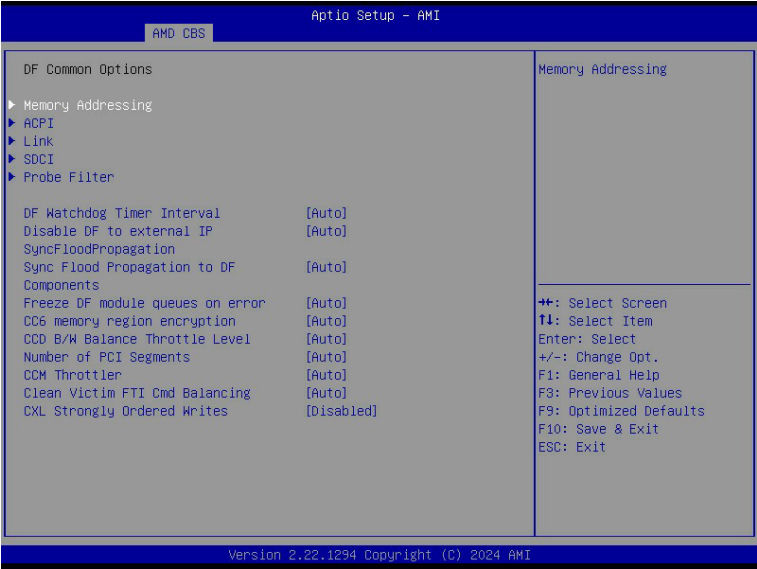 Aptio Setup – AMI
AMD CBS
DF Common Options
Memory Addressing
Memory Addressing
ACPI
Link
SDCI
Probe Filter
DF Watchdog Timer Interval [Auto]
Disable DF to external IP [Auto]
SyncFloodPropagation
Sync Flood Propagation to DF [Auto]
Components
Freeze DF module queues on error [Auto]
CC6 memory region encryption [Auto]
CCD B/W Balance Throttle Level [Auto]
Number of PCI Segments [Auto]
CCM Throttler [Auto]
Clean Victim FTI Cmd Balancing [Auto]
CXL Strongly Ordered Writes [Disabled]
→←: Select Screen
↑↓: Select Item
Enter: Select
+/-: Change Opt.
F1: General Help
F3: Previous Values
F9: Optimized Defaults
F10: Save & Exit
ESC: Exit
Version 2.22.1294 Copyright (C) 2024 AMI